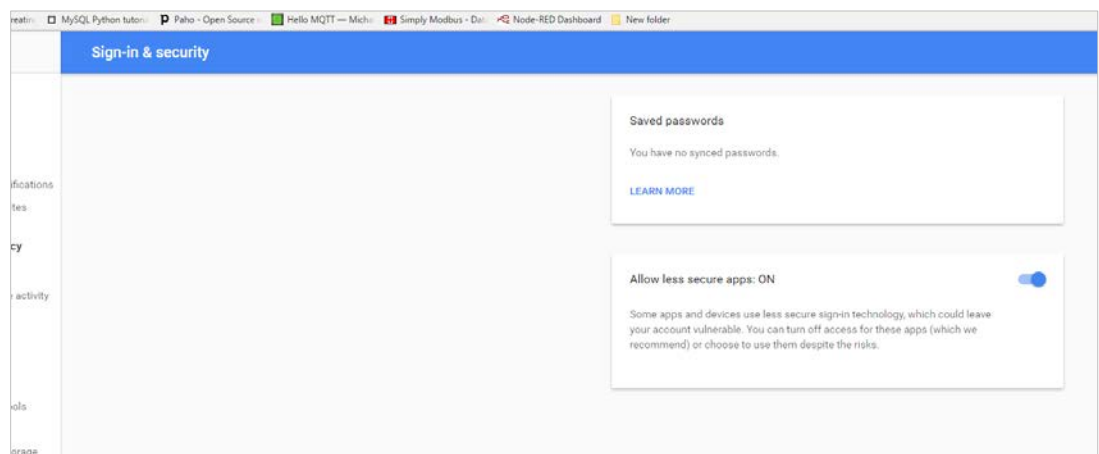 MySQL Python tutori Paho - Open Source Hello MQTT — Micha Simply Modbus - Dat Node-RED Dashboard New folder
Sign-in & security
Saved passwords
You have no synced passwords.
LEARN MORE
ifications
tes
cy
activity
ols
orage
Allow less secure apps: ON
Some apps and devices use less secure sign-in technology, which could leave
your account vulnerable. You can turn off access for these apps (which we
recommend) or choose to use them despite the risks.